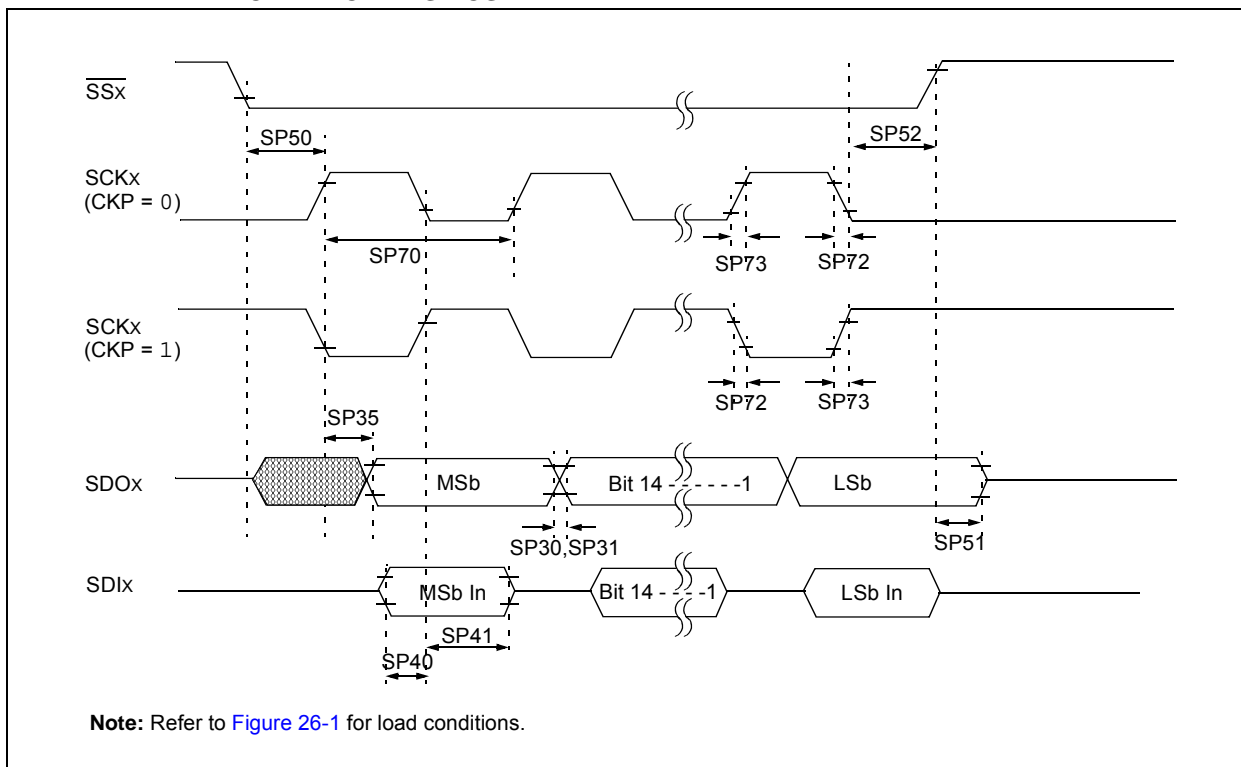 SSx
SP50
SP52
SCKx
(CKP = 0)
SP70
SP73
SP72
SCKx
(CKP = 1)
SP72
SP73
SP35
SDOx
MSb
Bit 14 - - - - - -1
LSb
SP30,SP31
SP51
SDIx
MSb In
Bit 14 - - - -1
LSb In
SP41
SP40
Note: Refer to Figure 26-1 for load conditions.